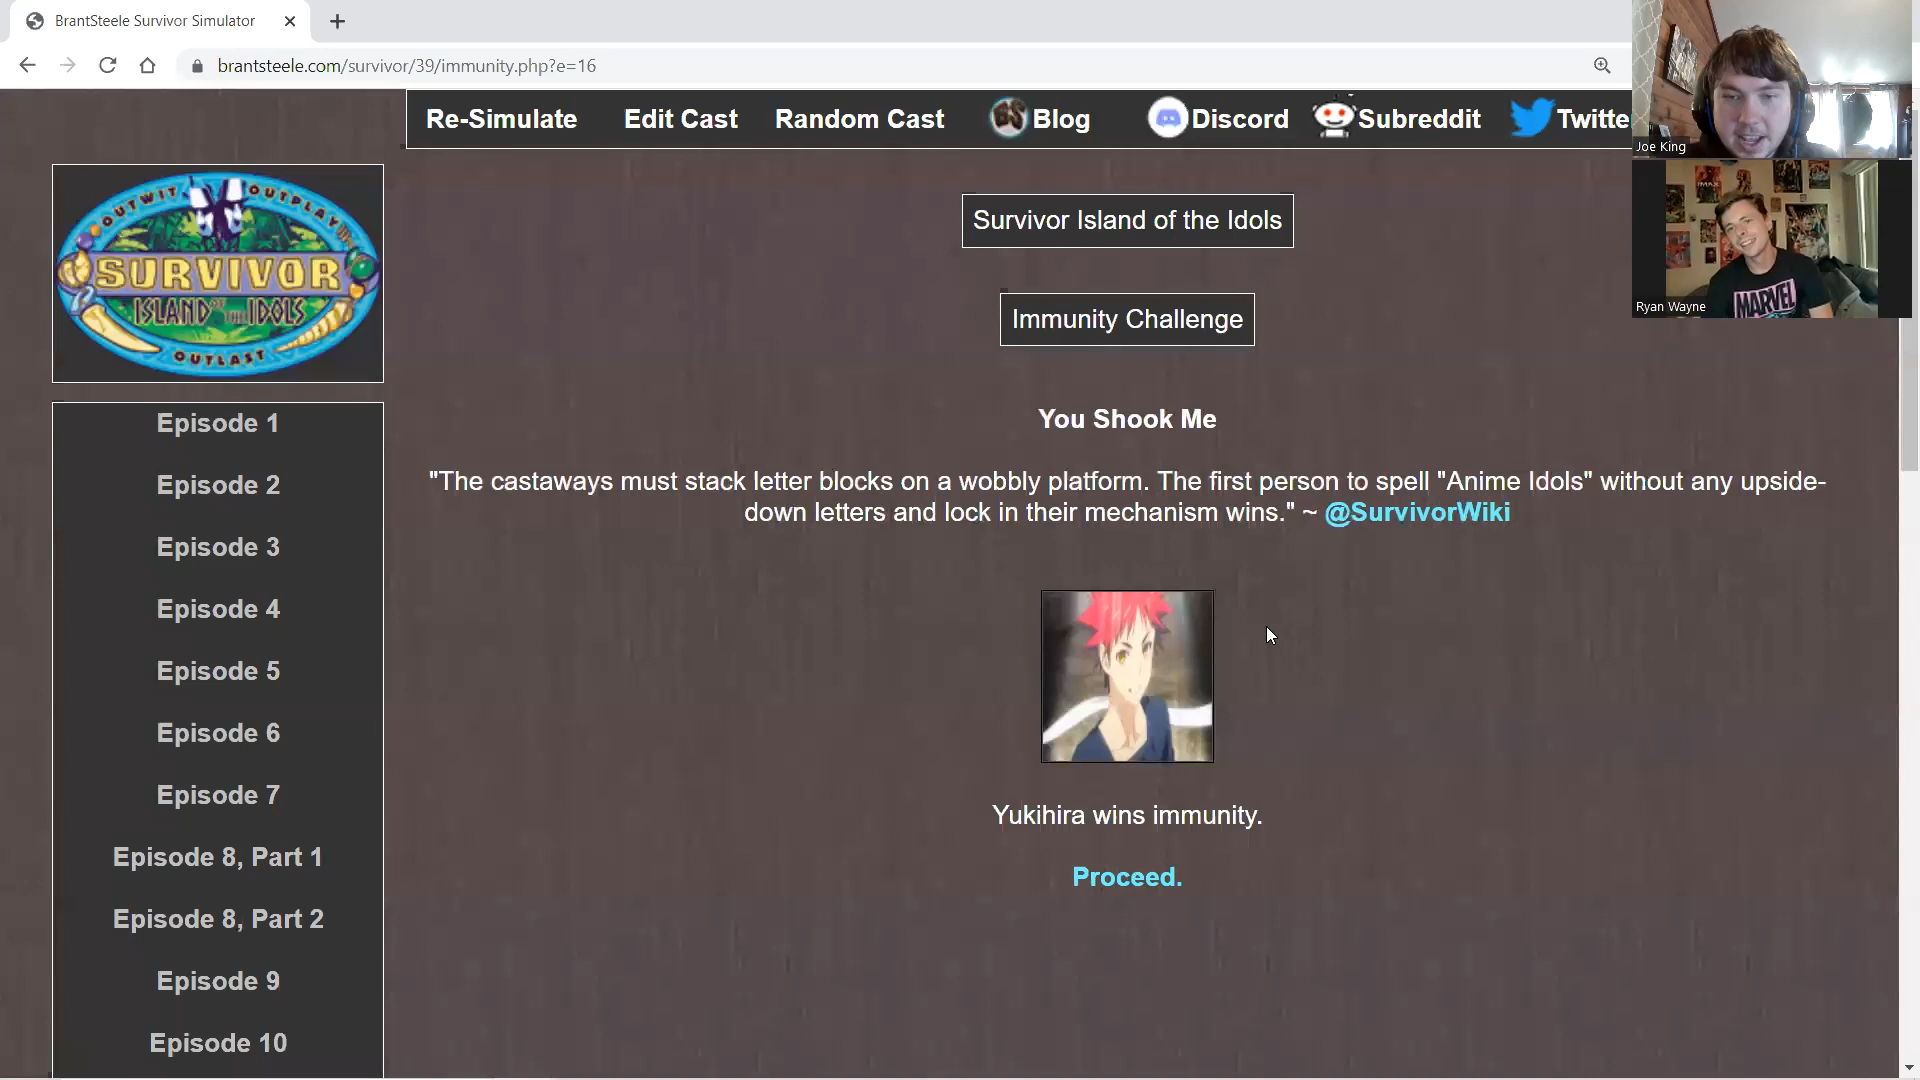 BrantSteele Survivor Simulator
brantsteele.com/survivor/39/immunity.php?e=16
Re-Simulate Edit Cast Random Cast Blog Discord Subreddit Twitte
Joe King
Ryan Wayne
MARVEL
OUTWIT OUTPLAY
SURVIVOR
ISLAND OF THE IDOLS
OUTLAST
Episode 1
Episode 2
Episode 3
Episode 4
Episode 5
Episode 6
Episode 7
Episode 8, Part 1
Episode 8, Part 2
Episode 9
Episode 10
Survivor Island of the Idols
Immunity Challenge
You Shook Me
"The castaways must stack letter blocks on a wobbly platform. The first person to spell "Anime Idols" without any upside-
down letters and lock in their mechanism wins." ~ @SurvivorWiki
Yukihira wins immunity.
Proceed.